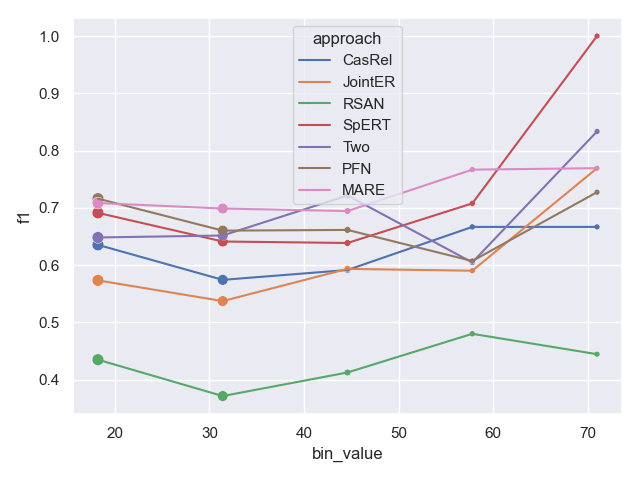 approach
CasRel
JointER
RSAN
SpERT
Two
PFN
MARE
1.0
0.9
0.8
0.7
0.6
0.5
0.4
f1
20
30
40
50
60
70
bin_value